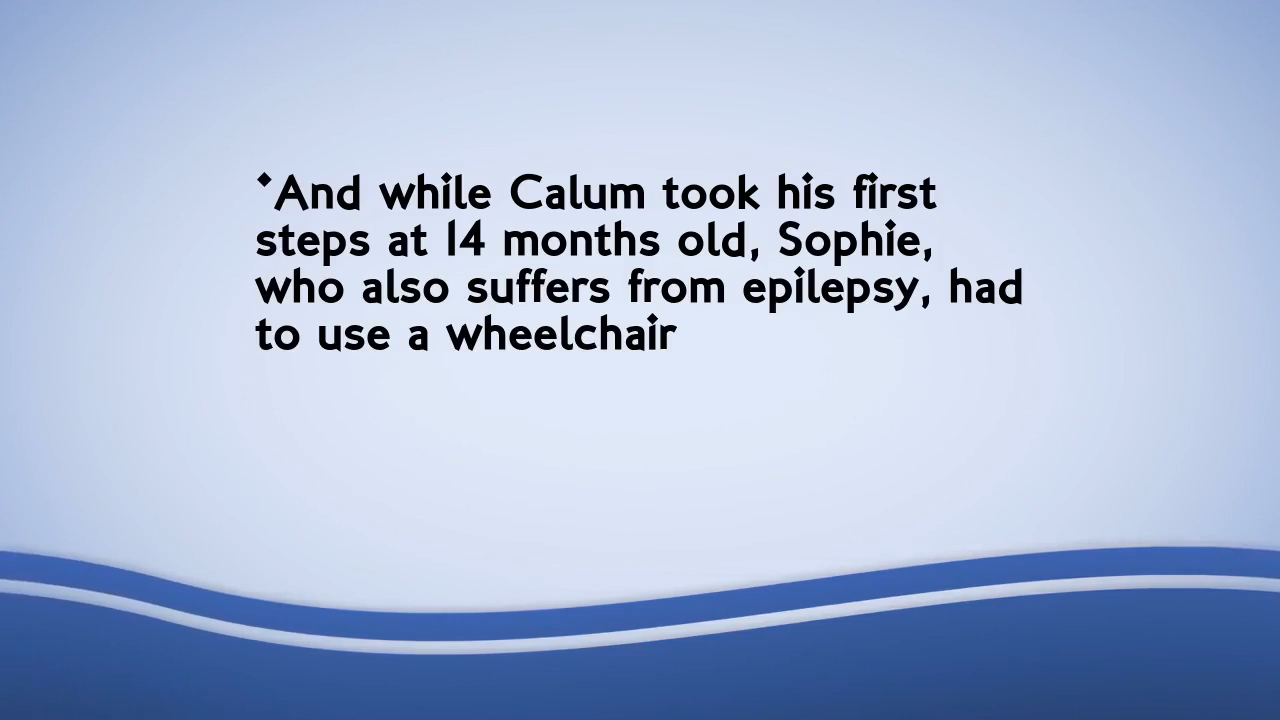 'And while Calum took his first
steps at 14 months old, Sophie,
who also suffers from epilepsy, had
to use a wheelchair